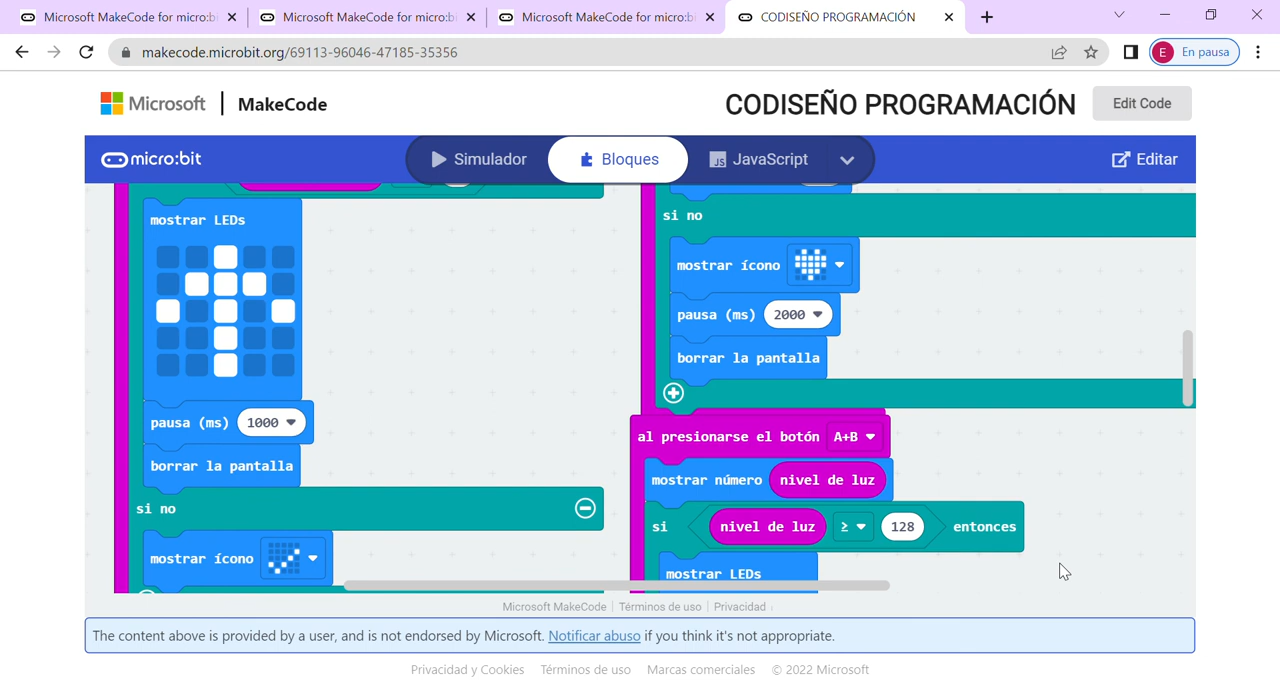 Microsoft MakeCode for micro:bi
Microsoft MakeCode for micro:bi
Microsoft MakeCode for micro:bi
CODISEÑO PROGRAMACIÓN
makecode.microbit.org/69113-96046-47185-35356
E
En pausa
Microsoft
MakeCode
CODISEÑO PROGRAMACIÓN
Edit Code
micro:bit
Simulador
Bloques
JS
JavaScript
Editar
mostrar LEDs
pausa (ms) 1000
borrar la pantalla
si no
mostrar ícono
si no
mostrar ícono
pausa (ms) 2000
borrar la pantalla
al presionarse el botón A+B
mostrar número nivel de luz
si nivel de luz ≥ 128 entonces
mostrar LEDs
Microsoft MakeCode
Términos de uso
Privacidad
The content above is provided by a user, and is not endorsed by Microsoft. Notificar abuso if you think it's not appropriate.
Privacidad y Cookies
Términos de uso
Marcas comerciales
© 2022 Microsoft